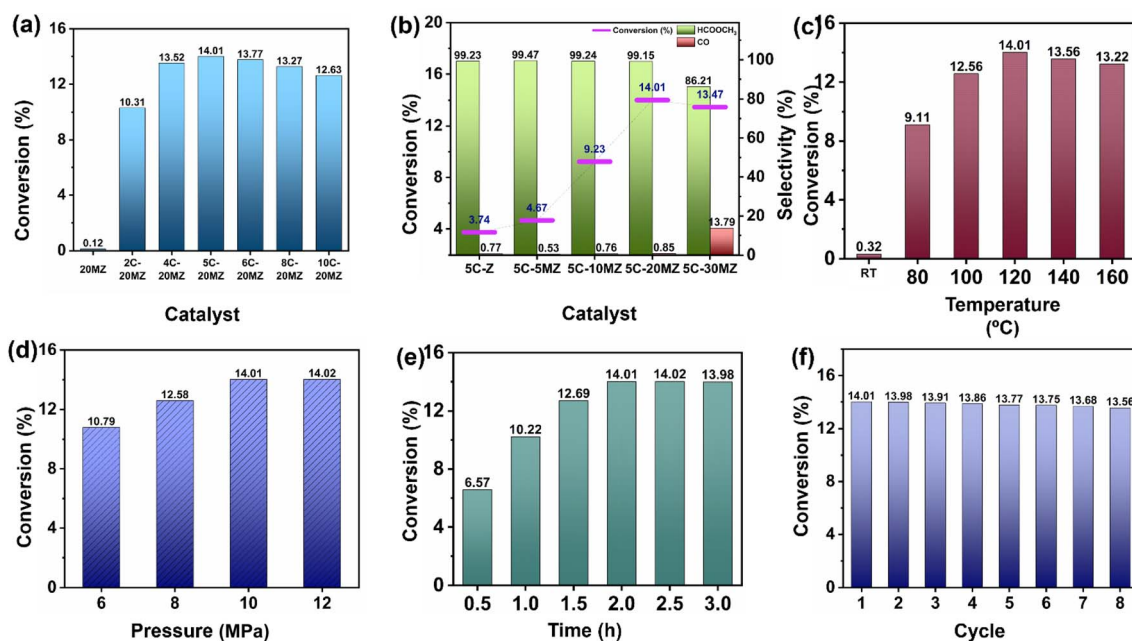 (a)
Conversion (%)
16
12
8
4
0
0.12
10.31
13.52
14.01
13.77
13.27
12.63
20MZ
2C-
20MZ
4C-
20MZ
5C-
20MZ
6C-
20MZ
8C-
20MZ
10C-
20MZ
Catalyst
(b)
Conversion (%)
HCOOCH3
CO
Conversion (%)
20
16
12
8
4
99.23
99.47
99.24
99.15
86.21
3.74
4.67
9.23
14.01
13.47
0.77
0.53
0.76
0.85
13.79
100
80
60
40
20
0
Selectivity (%)
5C-Z
5C-5MZ
5C-10MZ
5C-20MZ
5C-30MZ
Catalyst
(c)
Conversion (%)
16
12
8
4
0
0.32
9.11
12.56
14.01
13.56
13.22
RT
80
100
120
140
160
Temperature
(ºC)
(d)
Conversion (%)
16
12
8
4
0
10.79
12.58
14.01
14.02
6
8
10
12
Pressure (MPa)
(e)
Conversion (%)
16
12
8
4
0
6.57
10.22
12.69
14.01
14.02
13.98
0.5
1.0
1.5
2.0
2.5
3.0
Time (h)
(f)
Conversion (%)
16
12
8
4
0
14.01
13.98
13.91
13.86
13.77
13.75
13.68
13.56
1
2
3
4
5
6
7
8
Cycle